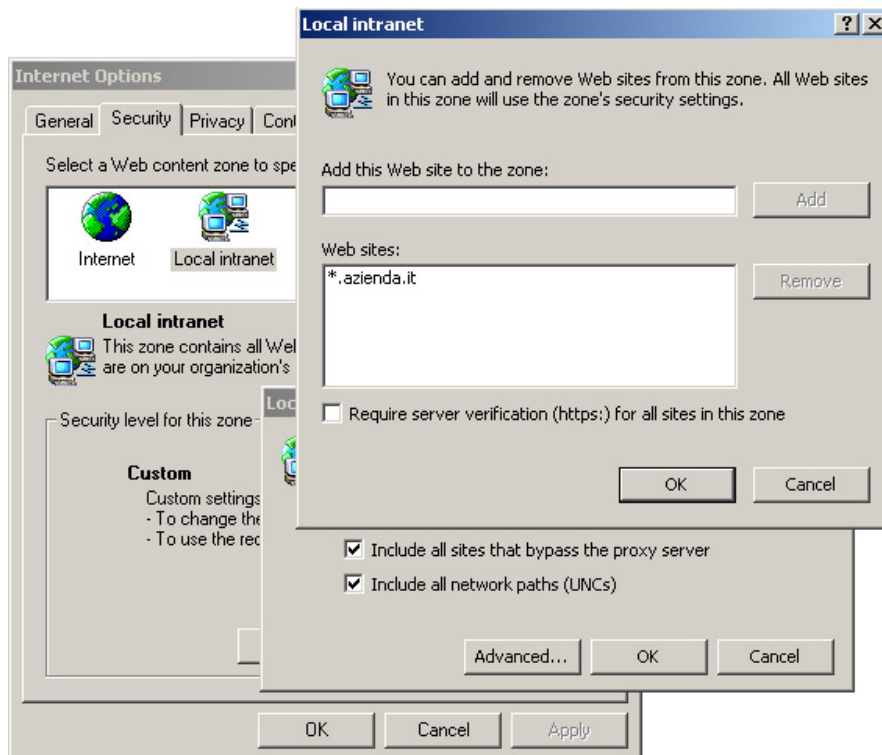 Local intranet
You can add and remove Web sites from this zone. All Web sites
in this zone will use the zone's security settings.
Add this Web site to the zone:
Add
Web sites:
*.azienda.it
Remove
Require server verification (https:) for all sites in this zone
OK Cancel
Internet Options
General Security Privacy
Select a Web content zone to
Internet Local intranet
Local intranet
This zone contains all
are on your organization's
Security level for this zone
Custom
Custom settings
- To change the
- To use the
Include all sites that bypass the proxy server
Include all network paths (UNCs)
Advanced... OK Cancel
OK Cancel Apply